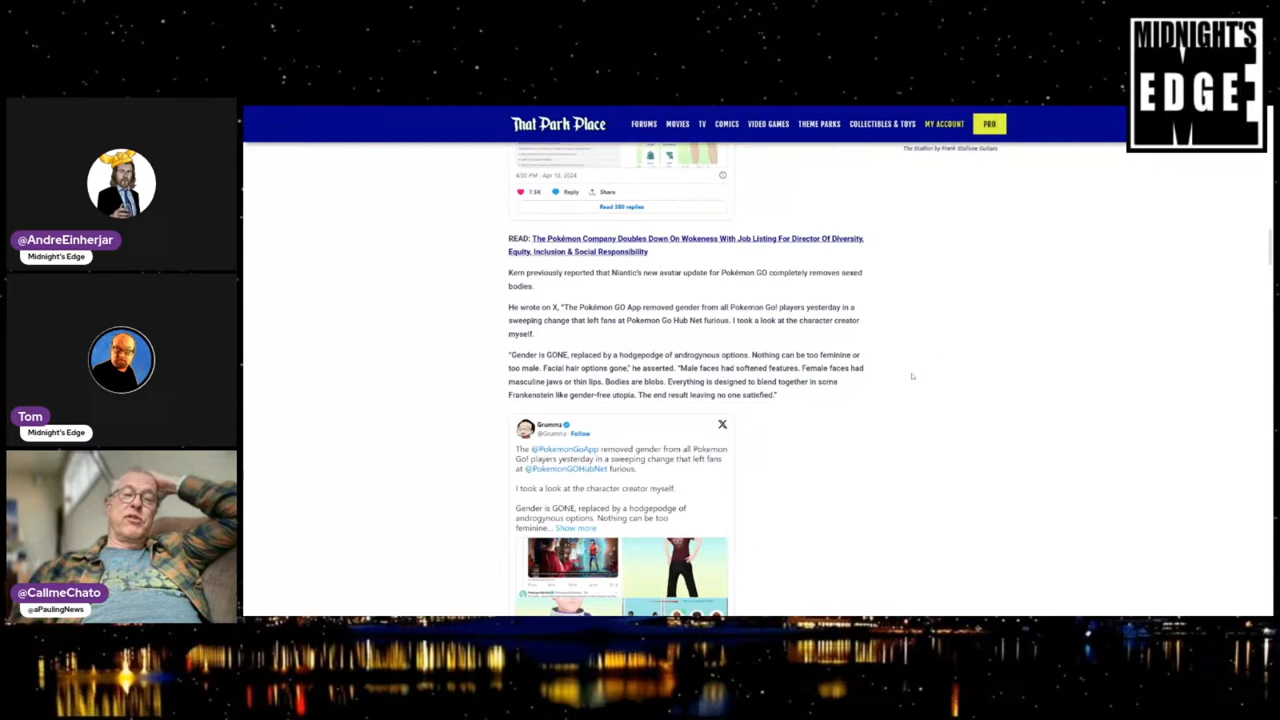 MIDNIGHT'S
EDGE
That Park Place
FORUMS
MOVIES
TV
COMICS
VIDEO GAMES
THEME PARKS
COLLECTIBLES & TOYS
MY ACCOUNT
PRO
The Stallion by Frank Stallone Guitars
4:50 PM · Apr 18, 2024
7.5K
Reply
Share
Read 380 replies
READ: The Pokémon Company Doubles Down On Wokeness With Job Listing For Director Of Diversity,
Equity, Inclusion & Social Responsibility
Kern previously reported that Niantic's new avatar update for Pokémon GO completely removes sexed
bodies.
He wrote on X, "The Pokémon GO App removed gender from all Pokemon Go! players yesterday in a
sweeping change that left fans at Pokemon Go Hub Net furious. I took a look at the character creator
myself.
"Gender is GONE, replaced by a hodgepodge of androgynous options. Nothing can be too feminine or
too male. Facial hair options gone," he asserted. "Male faces had softened features. Female faces had
masculine jaws or thin lips. Bodies are blobs. Everything is designed to blend together in some
Frankenstein like gender-free utopia. The end result leaving no one satisfied."
Grummz
@Grummz · Follow
The @PokemonGoApp removed gender from all Pokemon
Go! players yesterday in a sweeping change that left fans
at @PokemonGOHubNet furious.
I took a look at the character creator myself.
Gender is GONE, replaced by a hodgepodge of
androgynous options. Nothing can be too
feminine... Show more
@AndreEinherjar
Midnight's Edge
Tom
Midnight's Edge
@CallmeChato
@aPaulingNews